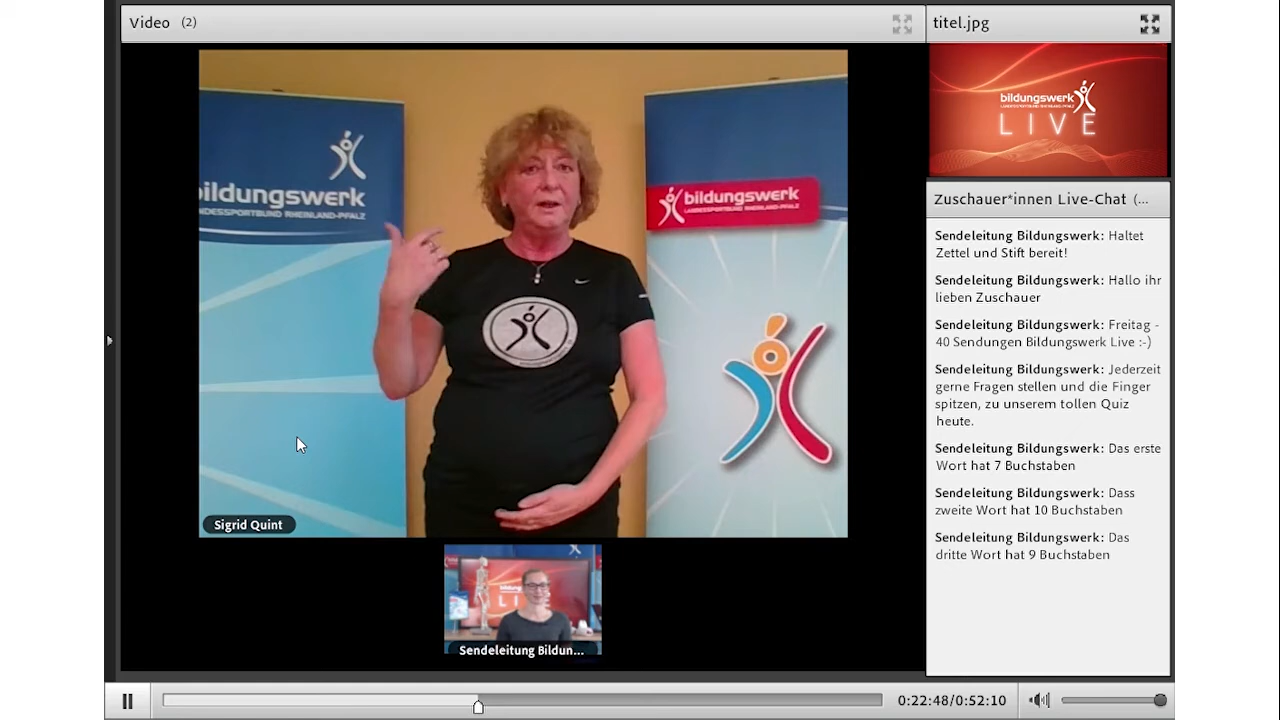 Video (2)
titel.jpg
bildungswerk
LANDESSPORTBUND RHEINLAND-PFALZ
LIVE
bildungswerk
NDESSPORTBUND RHEINLAND-PFALZ
bildungswerk
LANDESSPORTBUND RHEINLAND-PFALZ
Sigrid Quint
Sendeleitung Bildun...
Zuschauer*innen Live-Chat (...
Sendeleitung Bildungswerk: Haltet
Zettel und Stift bereit!
Sendeleitung Bildungswerk: Hallo ihr
lieben Zuschauer
Sendeleitung Bildungswerk: Freitag -
40 Sendungen Bildungswerk Live :-)
Sendeleitung Bildungswerk: Jederzeit
gerne Fragen stellen und die Finger
spitzen, zu unserem tollen Quiz
heute.
Sendeleitung Bildungswerk: Das erste
Wort hat 7 Buchstaben
Sendeleitung Bildungswerk: Dass
zweite Wort hat 10 Buchstaben
Sendeleitung Bildungswerk: Das
dritte Wort hat 9 Buchstaben
0:22:48/0:52:10